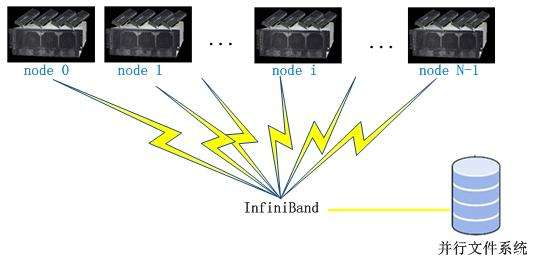 ... ...
node 0 node 1 node i node N-1
InfiniBand
并行文件系统